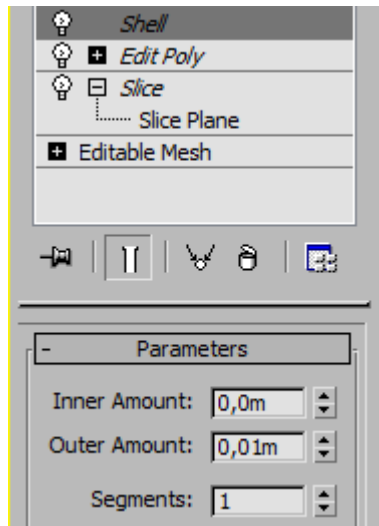 Shell
Edit Poly
Slice
Slice Plane
Editable Mesh
- Parameters
Inner Amount: 0,0m
Outer Amount: 0,01m
Segments: 1